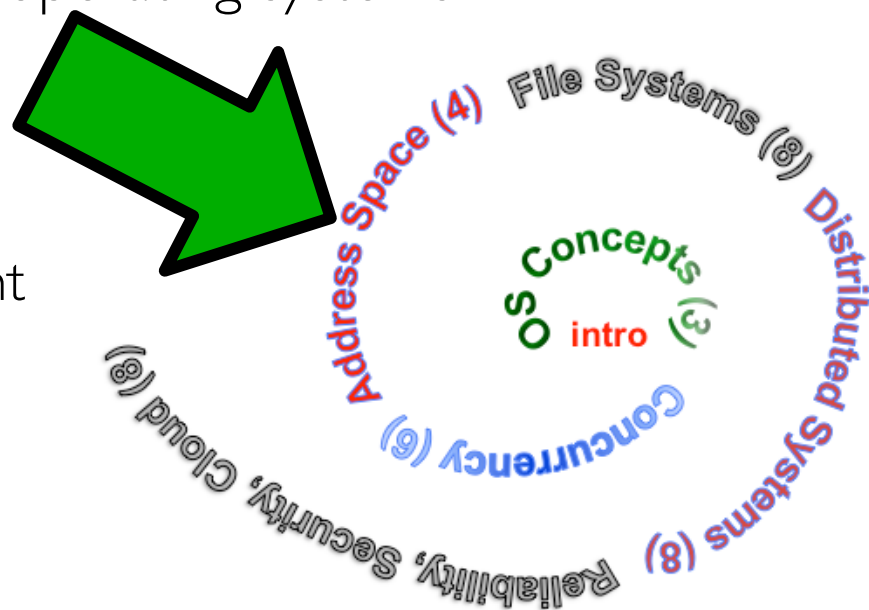 intro
OS Concepts (3)
Concurrency (6)
Address Space (4)
File Systems (8)
Distributed Systems (8)
Reliability, Security, Cloud (8)